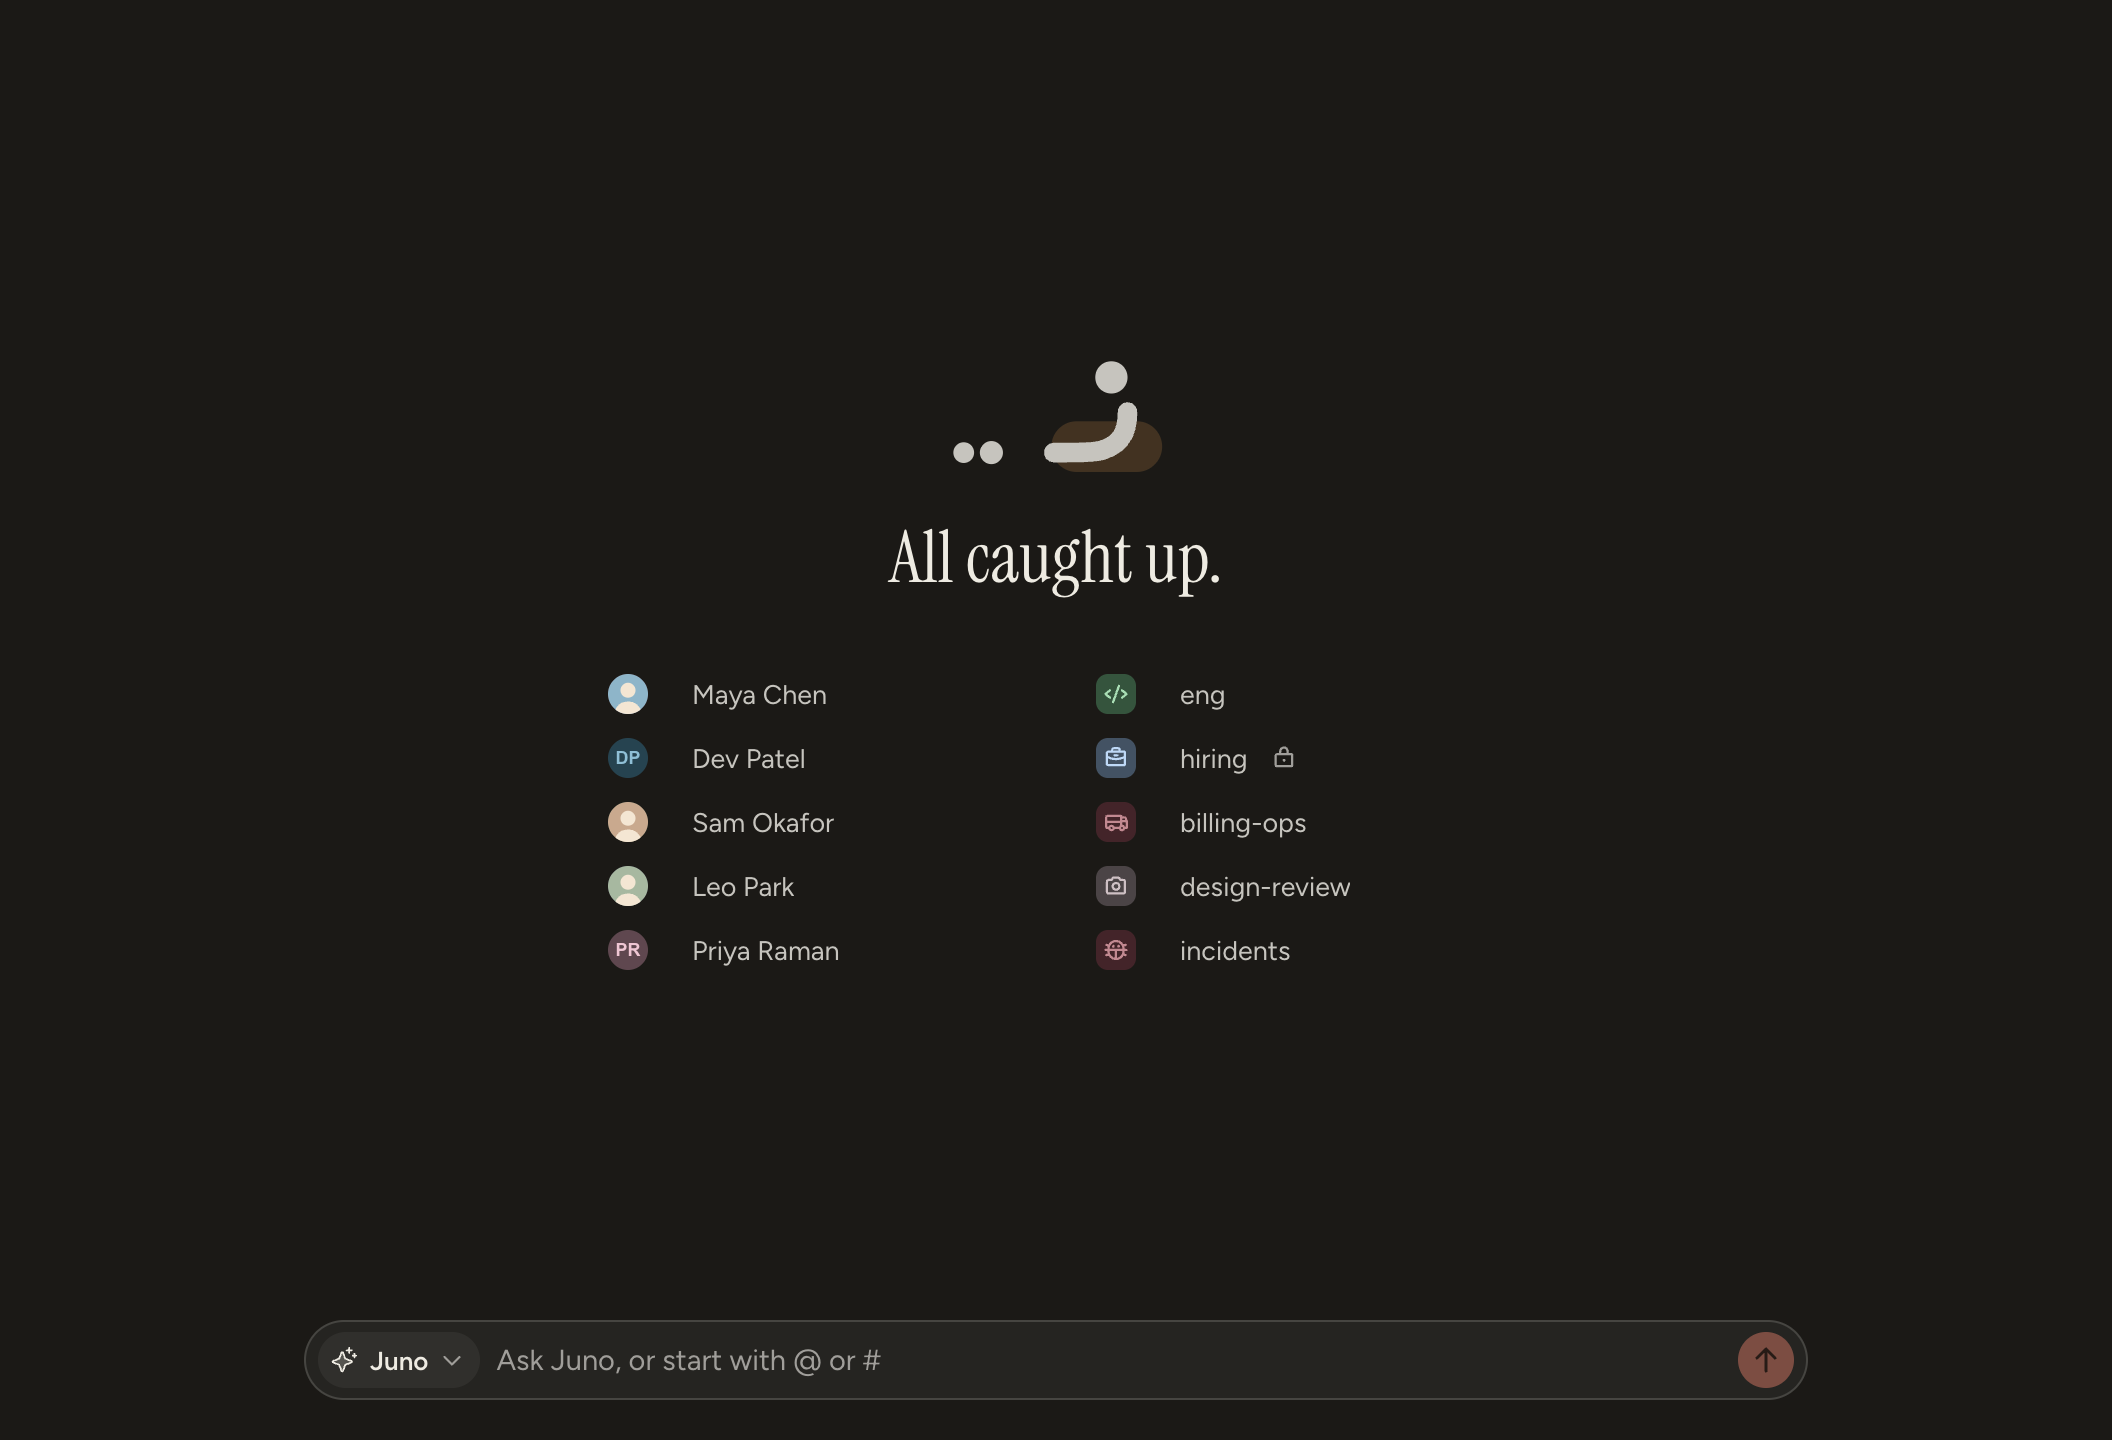 All caught up.
Maya Chen
DP Dev Patel
Sam Okafor
Leo Park
PR Priya Raman
eng
hiring
billing-ops
design-review
incidents
Juno Ask Juno, or start with @ or #